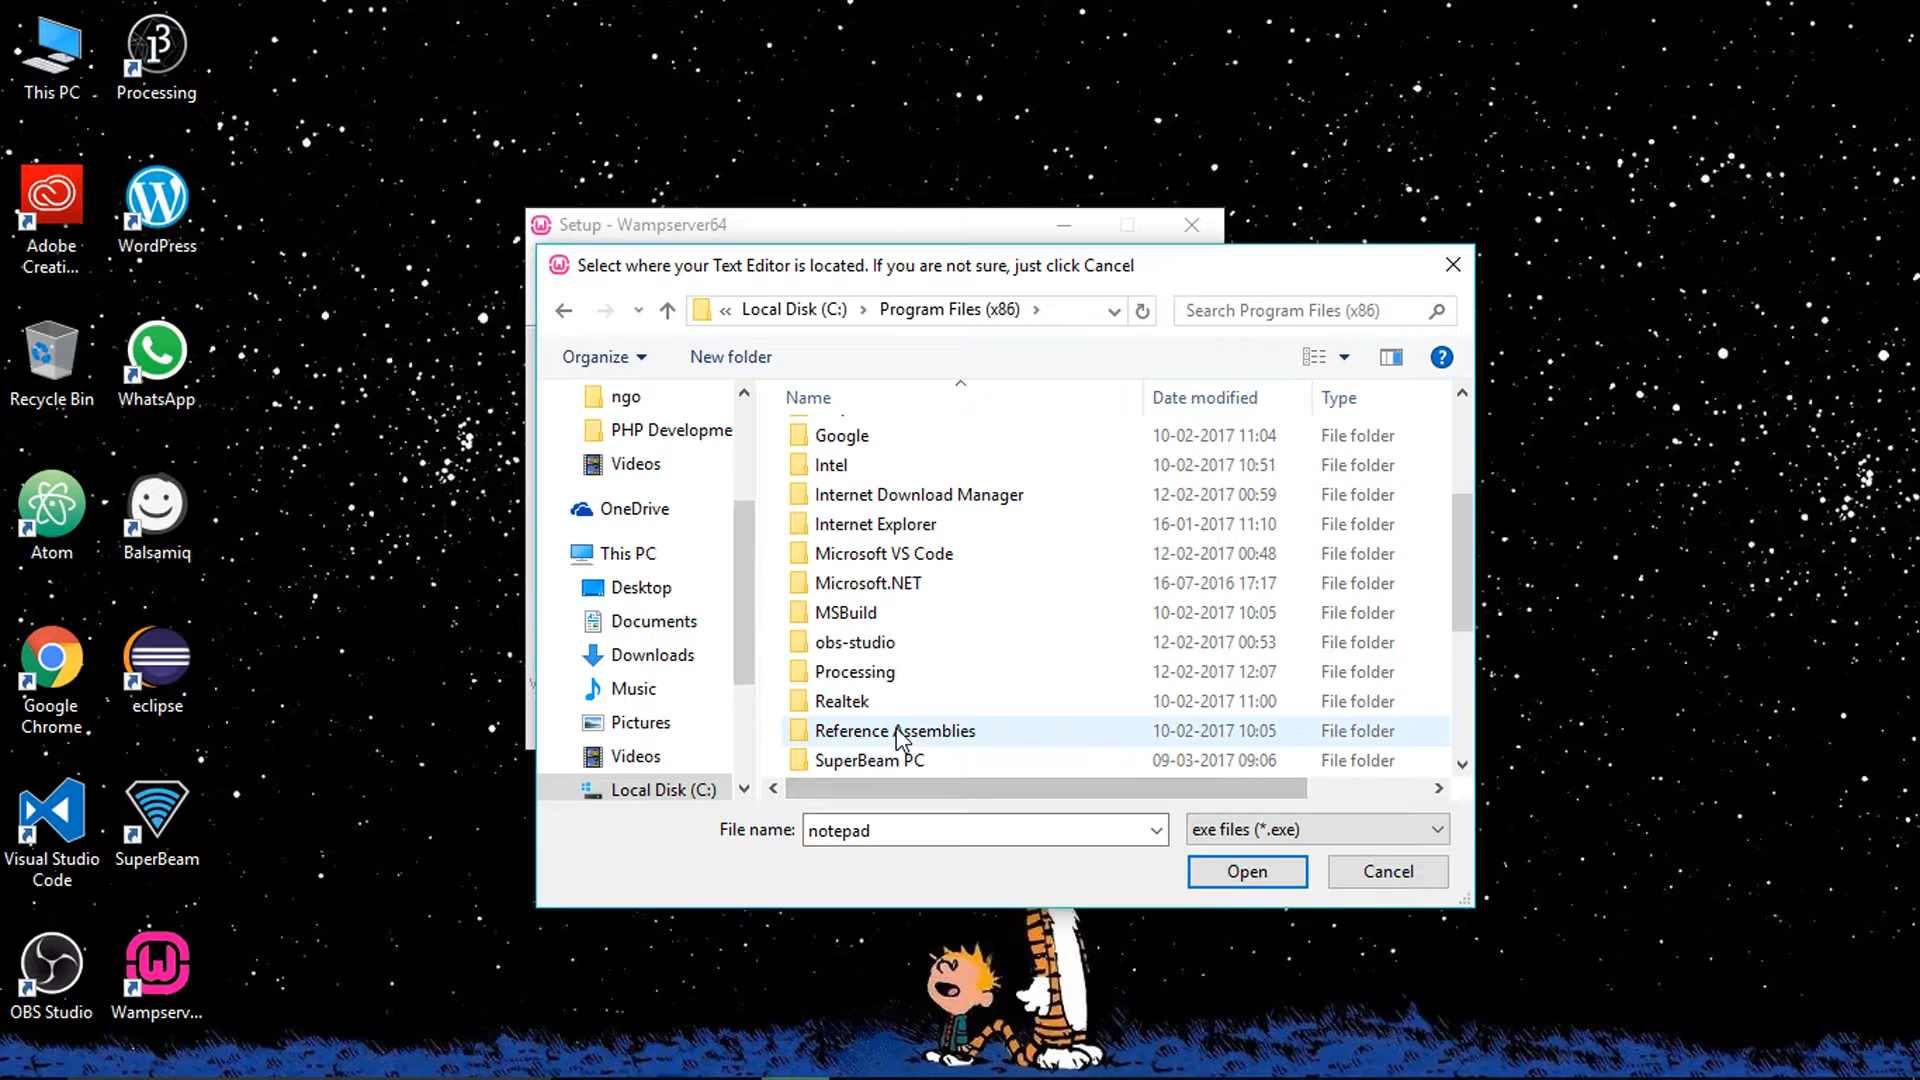 This PC
Processing
Adobe
Creati...
WordPress
Recycle Bin
WhatsApp
Atom
Balsamiq
Google
Chrome
eclipse
Visual Studio
Code
SuperBeam
OBS Studio
Wampserv...
Setup - Wampserver64
Select where your Text Editor is located. If you are not sure, just click Cancel
« Local Disk (C:) > Program Files (x86) >
Search Program Files (x86)
Organize
New folder
ngo
PHP Developme
Videos
OneDrive
This PC
Desktop
Documents
Downloads
Music
Pictures
Videos
Local Disk (C:)
Name Date modified Type
Google 10-02-2017 11:04 File folder
Intel 10-02-2017 10:51 File folder
Internet Download Manager 12-02-2017 00:59 File folder
Internet Explorer 16-01-2017 11:10 File folder
Microsoft VS Code 12-02-2017 00:48 File folder
Microsoft.NET 16-07-2016 17:17 File folder
MSBuild 10-02-2017 10:05 File folder
obs-studio 12-02-2017 00:53 File folder
Processing 12-02-2017 12:07 File folder
Realtek 10-02-2017 11:00 File folder
Reference Assemblies 10-02-2017 10:05 File folder
SuperBeam PC 09-03-2017 09:06 File folder
File name: notepad
exe files (*.exe)
Open
Cancel